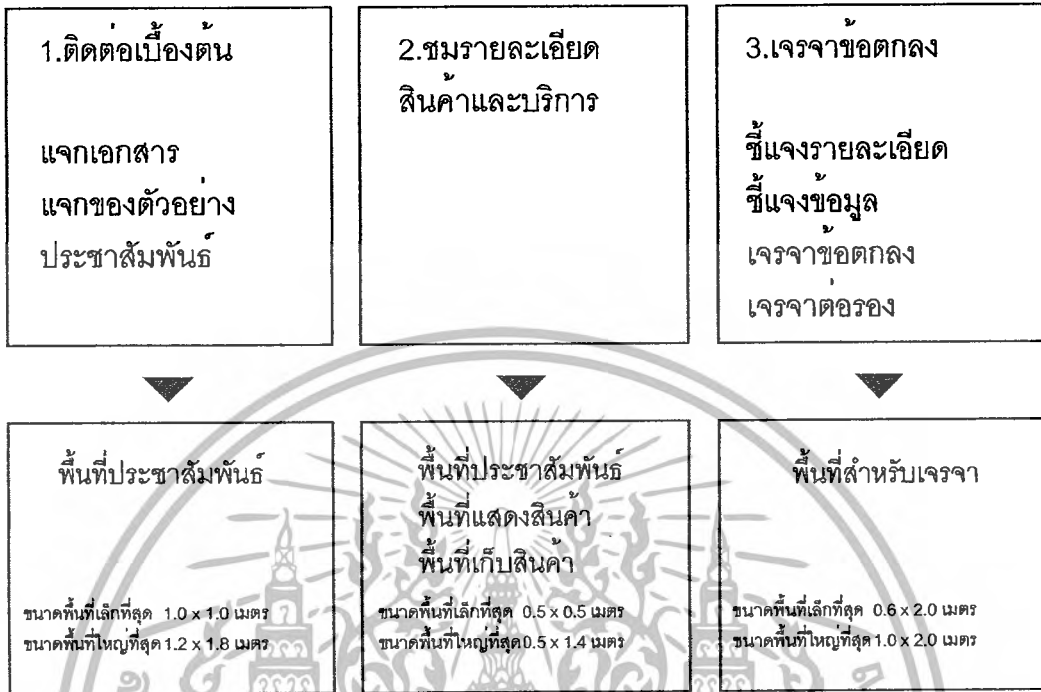 1.ติดต่อเบื้องต้น
แจกเอกสาร
แจกของตัวอย่าง
ประชาสัมพันธ์
2.ชมรายละเอียด
สินค้าและบริการ
3.เจรจาข้อตกลง
ชี้แจงรายละเอียด
ชี้แจงข้อมูล
เจรจาข้อตกลง
เจรจาต่อรอง
พื้นที่ประชาสัมพันธ์
ขนาดพื้นที่เล็กที่สุด 1.0 x 1.0 เมตร
ขนาดพื้นที่ใหญ่ที่สุด 1.2 x 1.8 เมตร
พื้นที่ประชาสัมพันธ์
พื้นที่แสดงสินค้า
พื้นที่เก็บสินค้า
ขนาดพื้นที่เล็กที่สุด 0.5 x 0.5 เมตร
ขนาดพื้นที่ใหญ่ที่สุด 0.5 x 1.4 เมตร
พื้นที่สำหรับเจรจา
ขนาดพื้นที่เล็กที่สุด 0.6 x 2.0 เมตร
ขนาดพื้นที่ใหญ่ที่สุด 1.0 x 2.0 เมตร